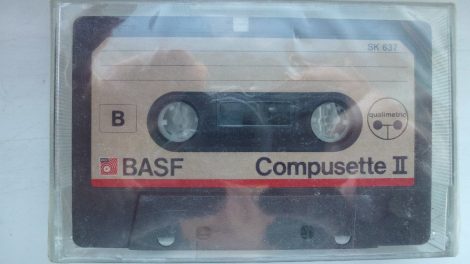 SK 637
B
qualimetric
BASF Compusette II